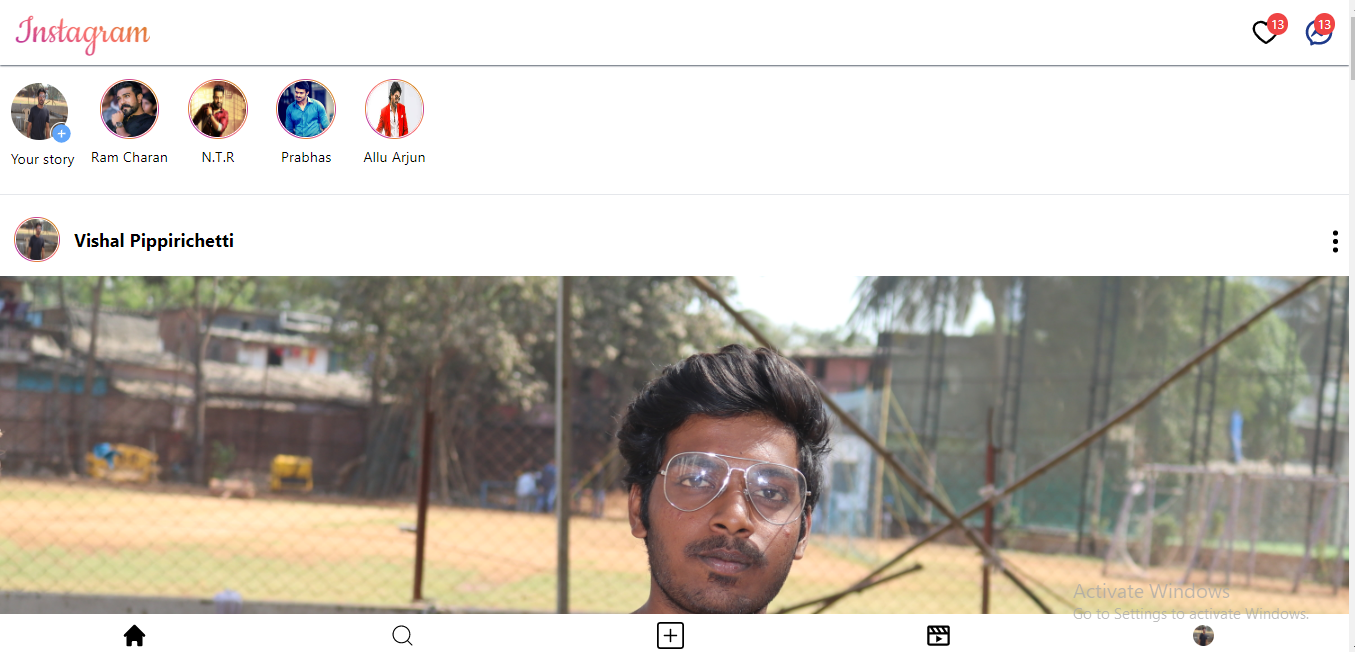 Instagram
13
13
+
Your story
Ram Charan
N.T.R
Prabhas
Allu Arjun
Vishal Pippirichetti
Activate Windows
Go to Settings to activate Windows.